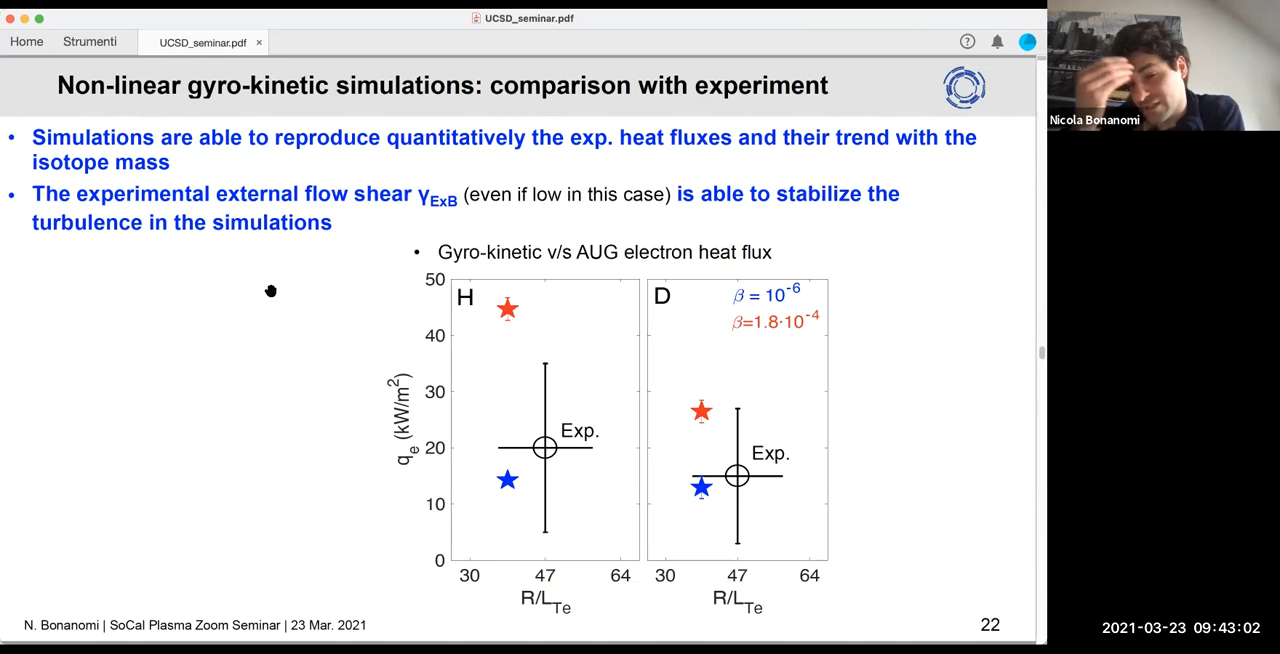 UCSD_seminar.pdf
Home Strumenti UCSD_seminar.pdf ×
Non-linear gyro-kinetic simulations: comparison with experiment
• Simulations are able to reproduce quantitatively the exp. heat fluxes and their trend with the
isotope mass
• The experimental external flow shear γExB (even if low in this case) is able to stabilize the
turbulence in the simulations
• Gyro-kinetic v/s AUG electron heat flux
H
D
β = 10-6
β=1.8·10-4
50
40
30
20
10
0
qe (kW/m2)
Exp.
Exp.
30 47 64
30 47 64
R/LTe
R/LTe
N. Bonanomi | SoCal Plasma Zoom Seminar | 23 Mar. 2021
22
Nicola Bonanomi
2021-03-23 09:43:02